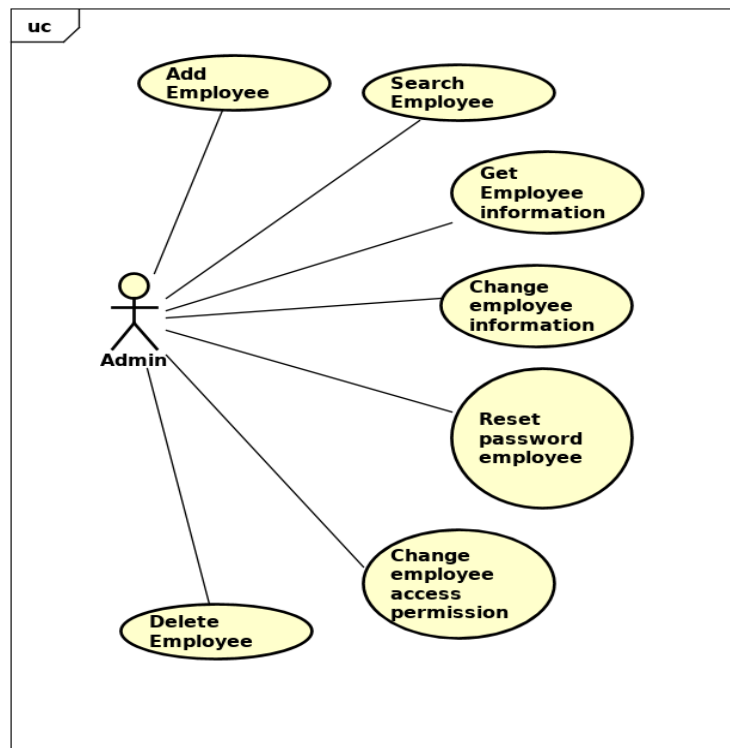 uc
Add
Employee
Search
Employee
Get
Employee
information
Change
employee
information
Admin
Reset
password
employee
Change
employee
access
permission
Delete
Employee